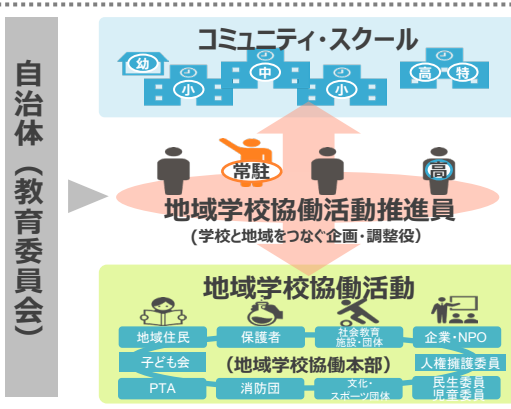 自治体（教育委員会）
コミュニティ・スクール
幼
小
中
小
高
特
常駐
高
地域学校協働活動推進員
(学校と地域をつなぐ企画・調整役）
地域学校協働活動
地域住民
保護者
社会教育
施設・団体
企業・NPO
子ども会
(地域学校協働本部）
人権擁護委員
PTA
消防団
文化・
スポーツ団体
民生委員
児童委員